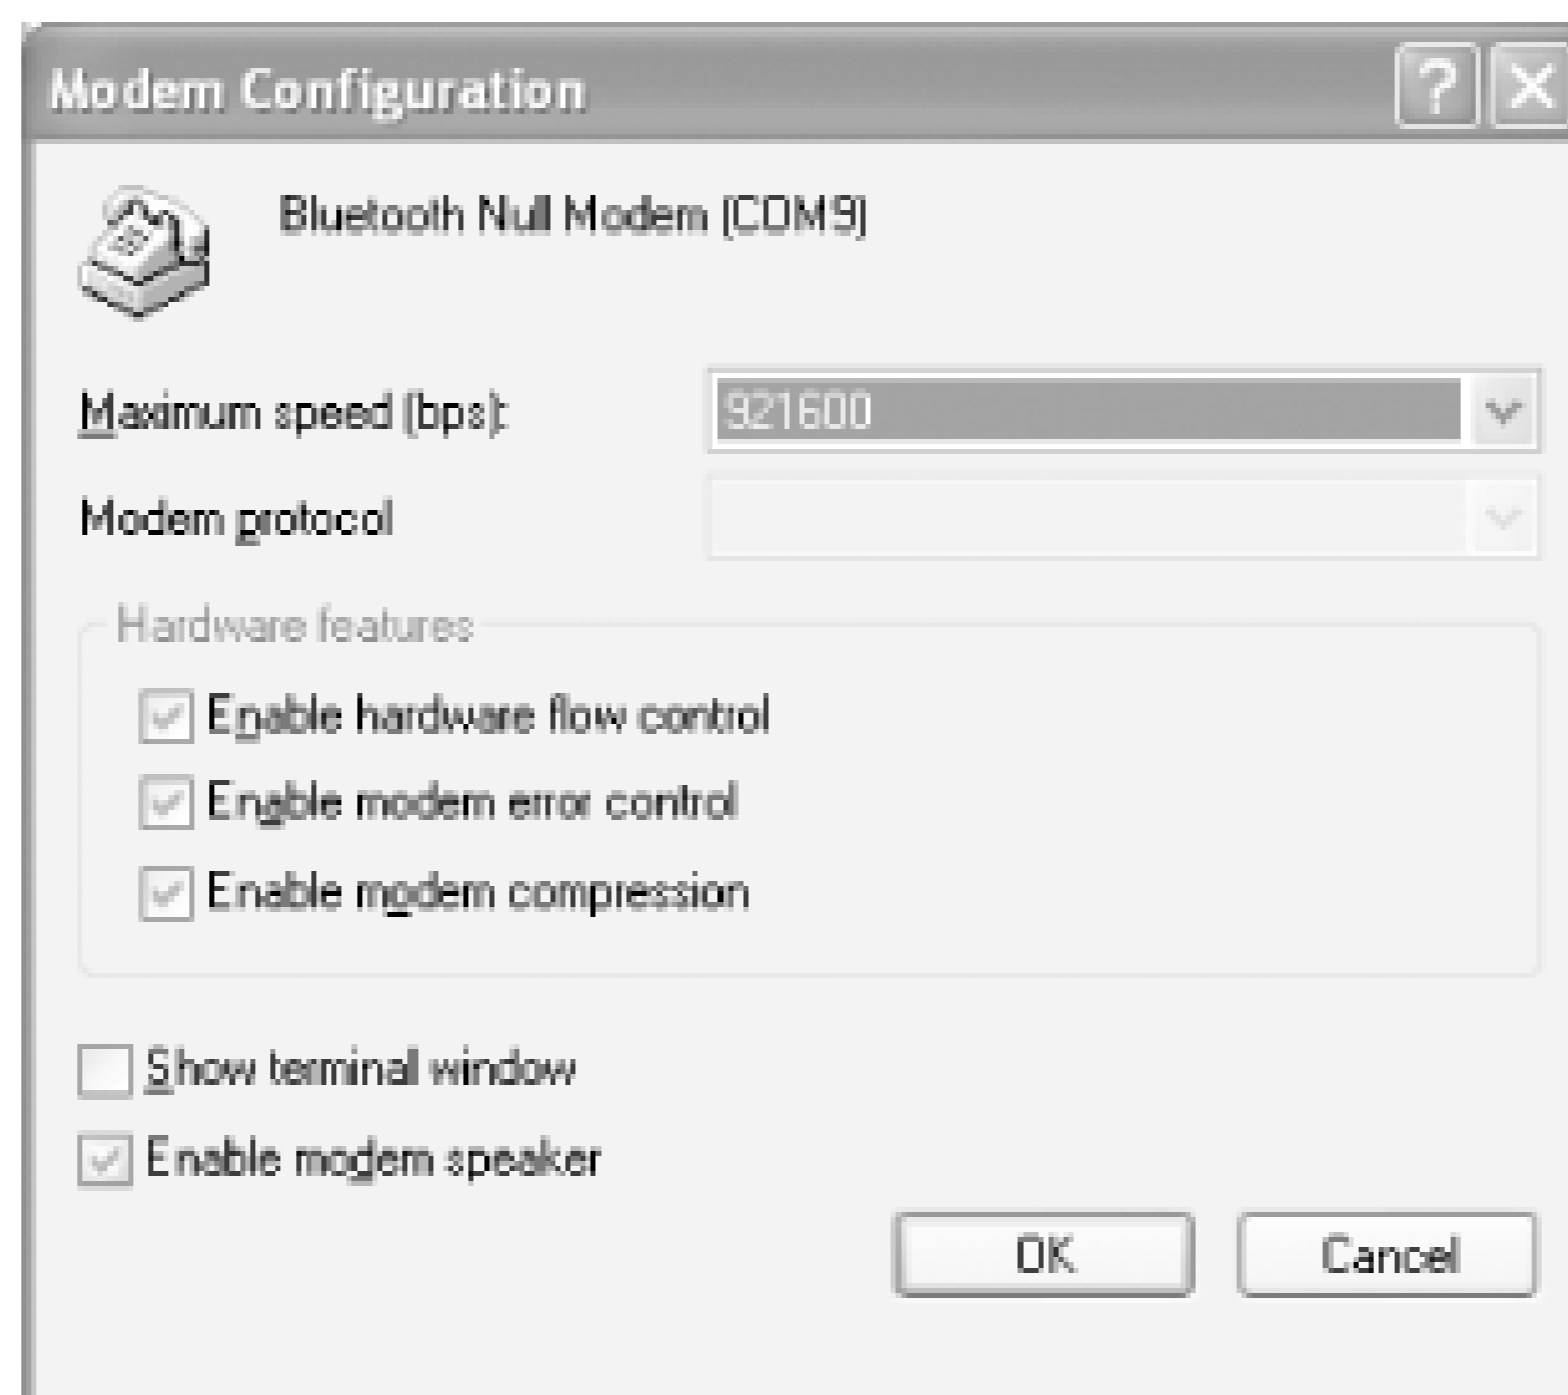 Modem Configuration
Bluetooth Null Modem (COM9)
Maximum speed (bps):
921600
Modem protocol
Hardware features
Enable hardware flow control
Enable modem error control
Enable modem compression
Show terminal window
Enable modem speaker
OK
Cancel